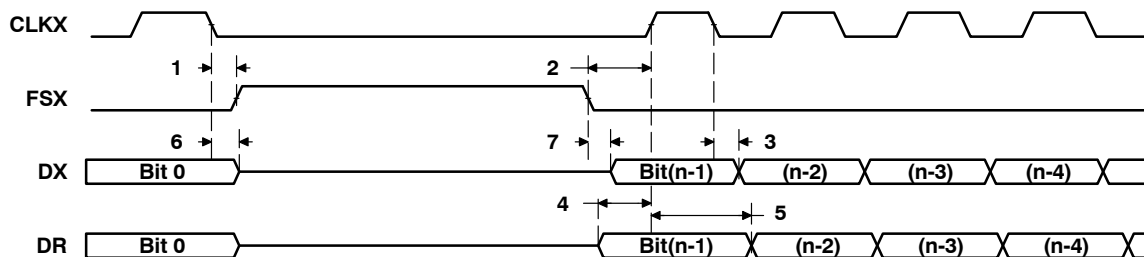 CLKX
1 2
FSX
6 7 3
DX Bit 0 Bit(n-1) (n-2) (n-3) (n-4)
4 5
DR Bit 0 Bit(n-1) (n-2) (n-3) (n-4)